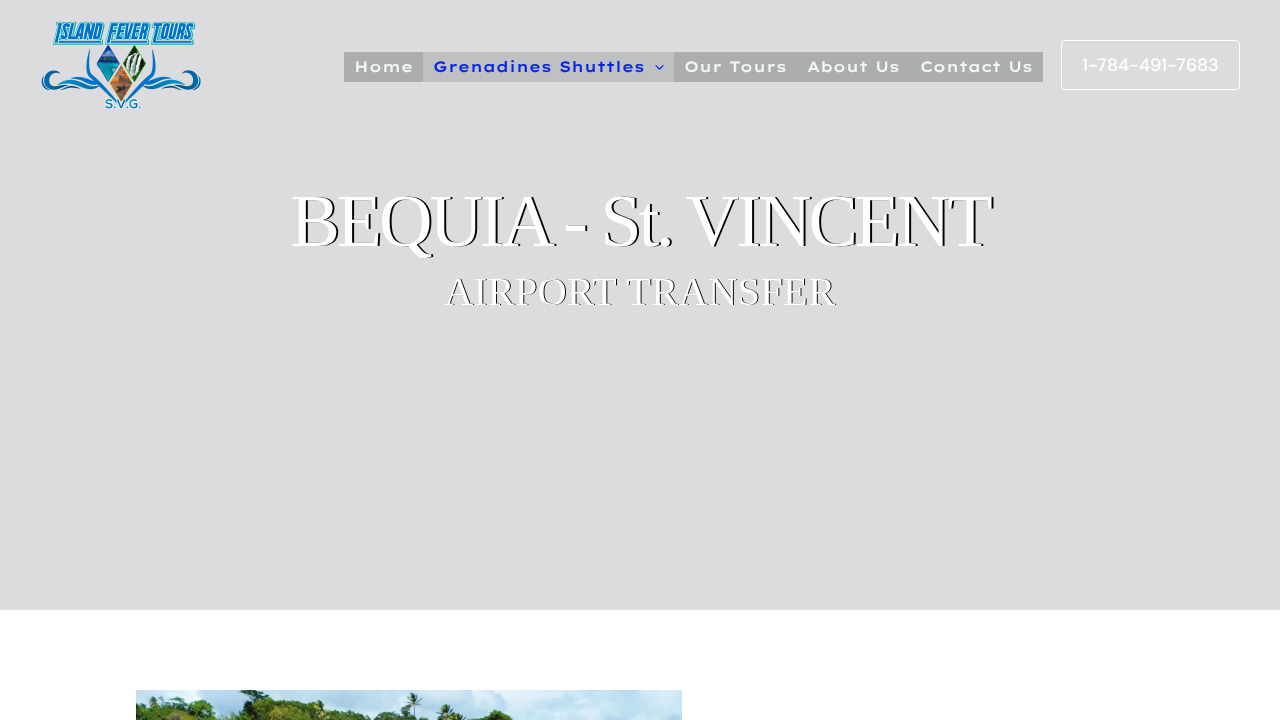 ISLAND FEVER TOURS
S.V.G.
Home
Grenadines Shuttles
Our Tours
About Us
Contact Us
1-784-491-7683
BEQUIA - St. VINCENT
AIRPORT TRANSFER